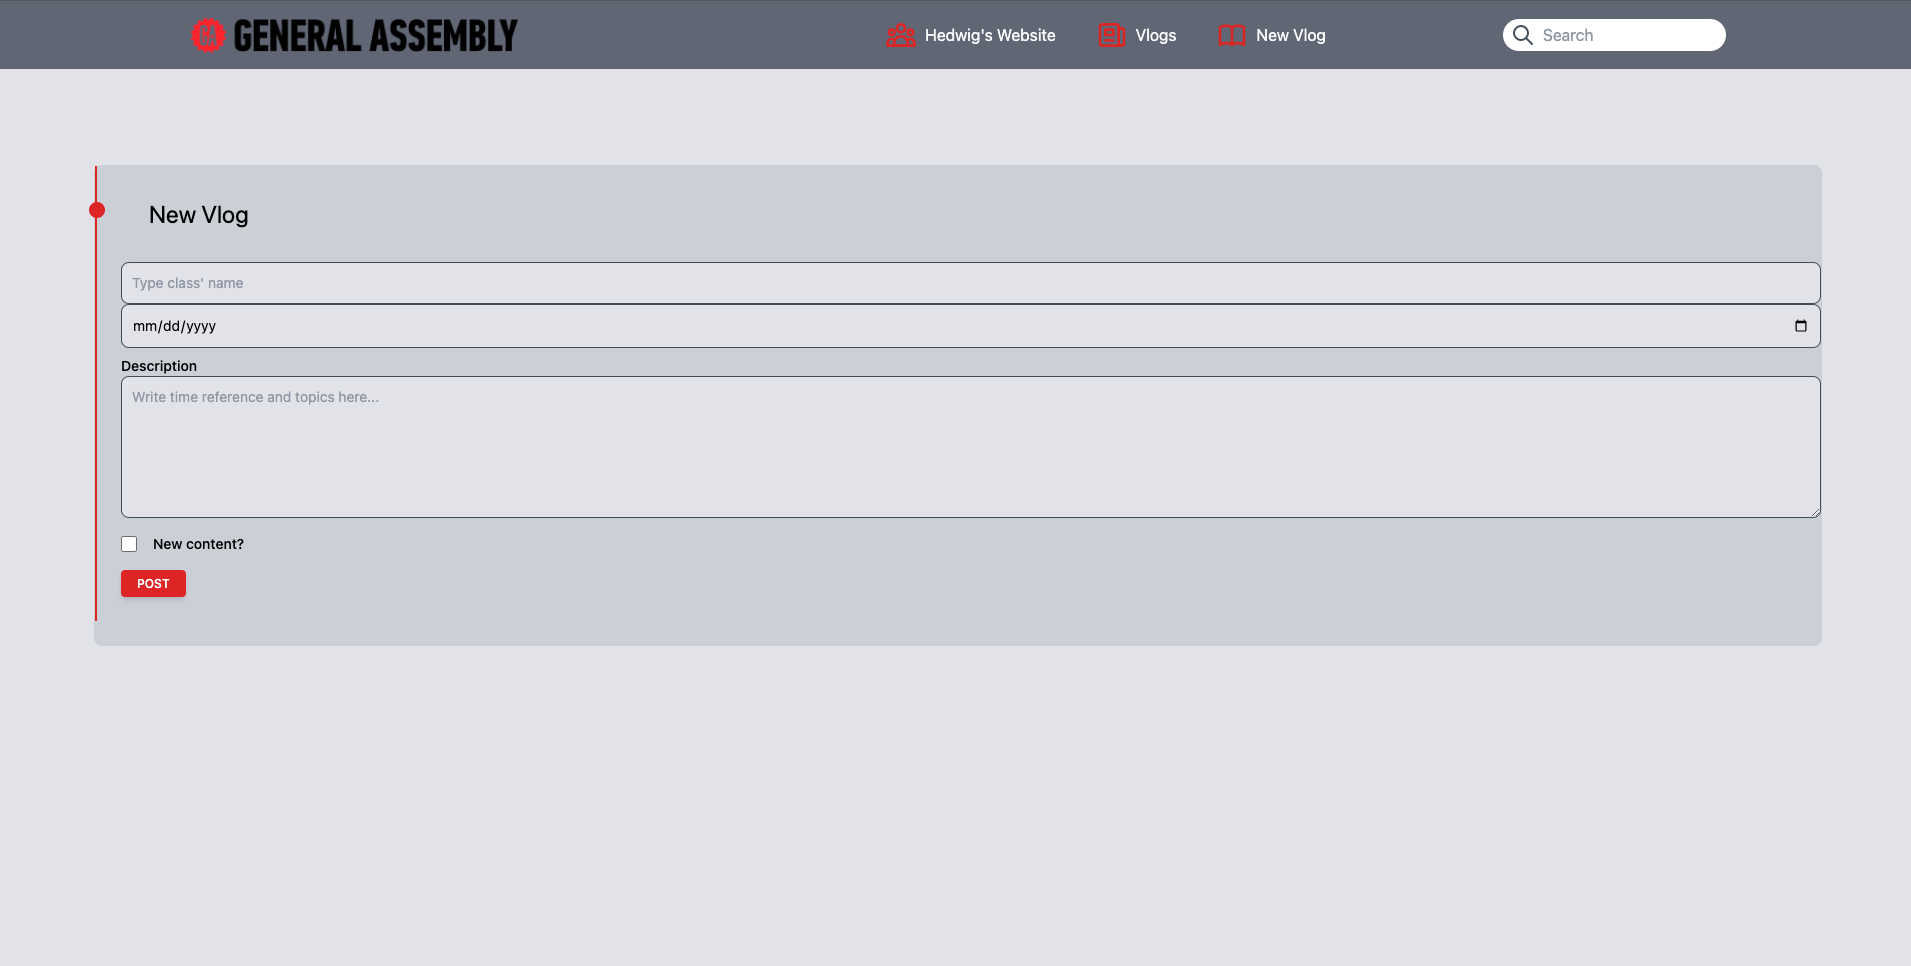 GENERAL ASSEMBLY
Hedwig's Website
Vlogs
New Vlog
Search
New Vlog
Type class' name
mm/dd/yyyy
Description
Write time reference and topics here...
New content?
POST